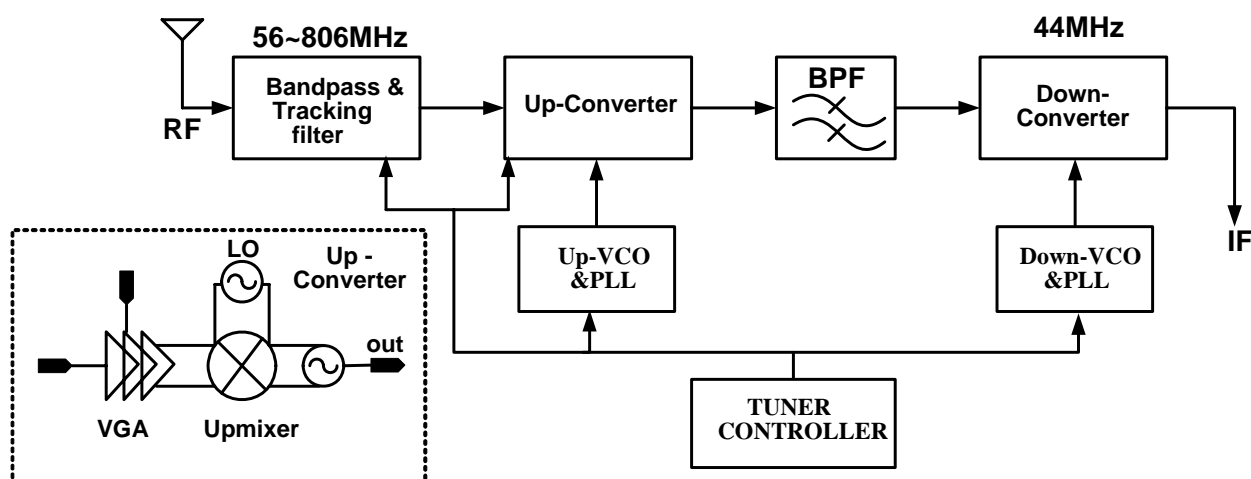 56~806MHz
44MHz
RF
Bandpass &
Tracking
filter
Up-Converter
BPF
Down-
Converter
IF
Up-VCO
&PLL
Down-VCO
&PLL
TUNER
CONTROLLER
LO
Up -
Converter
out
VGA
Upmixer